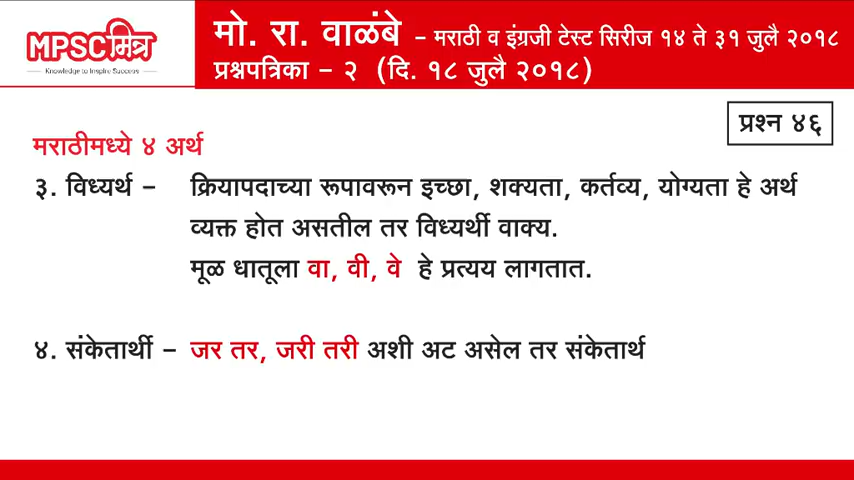 MPSCमित्र
Knowledge to Inspire Success
मो. रा. वाळंबे – मराठी व इंग्रजी टेस्ट सिरीज १४ ते ३१ जुलै २०१८
प्रश्नपत्रिका – २ (दि. १८ जुलै २०१८)
प्रश्न ४६
मराठीमध्ये ४ अर्थ
३. विध्यर्थ – क्रियापदाच्या रूपावरून इच्छा, शक्यता, कर्तव्य, योग्यता हे अर्थ
व्यक्त होत असतील तर विध्यर्थी वाक्य.
मूळ धातूला वा, वी, वे हे प्रत्यय लागतात.
४. संकेतार्थी – जर तर, जरी तरी अशी अट असेल तर संकेतार्थ